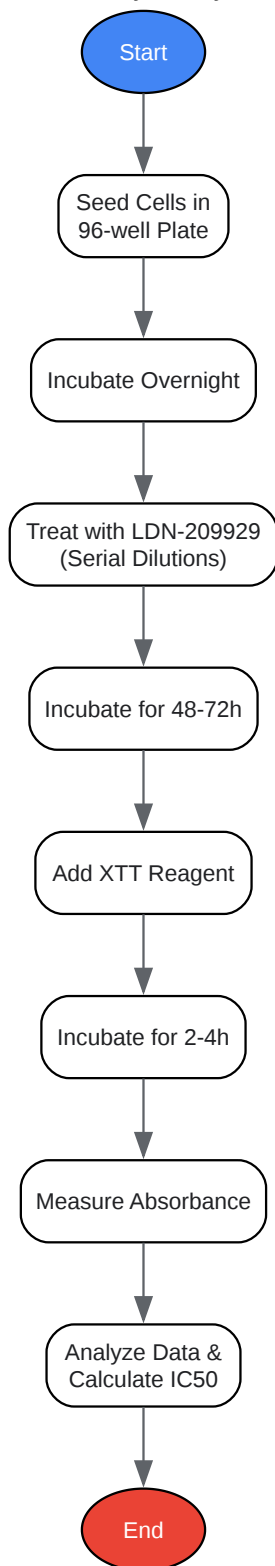 Start
Seed Cells in
96-well Plate
Incubate Overnight
Treat with LDN-209929
(Serial Dilutions)
Incubate for 48-72h
Add XTT Reagent
Incubate for 2-4h
Measure Absorbance
Analyze Data &
Calculate IC50
End